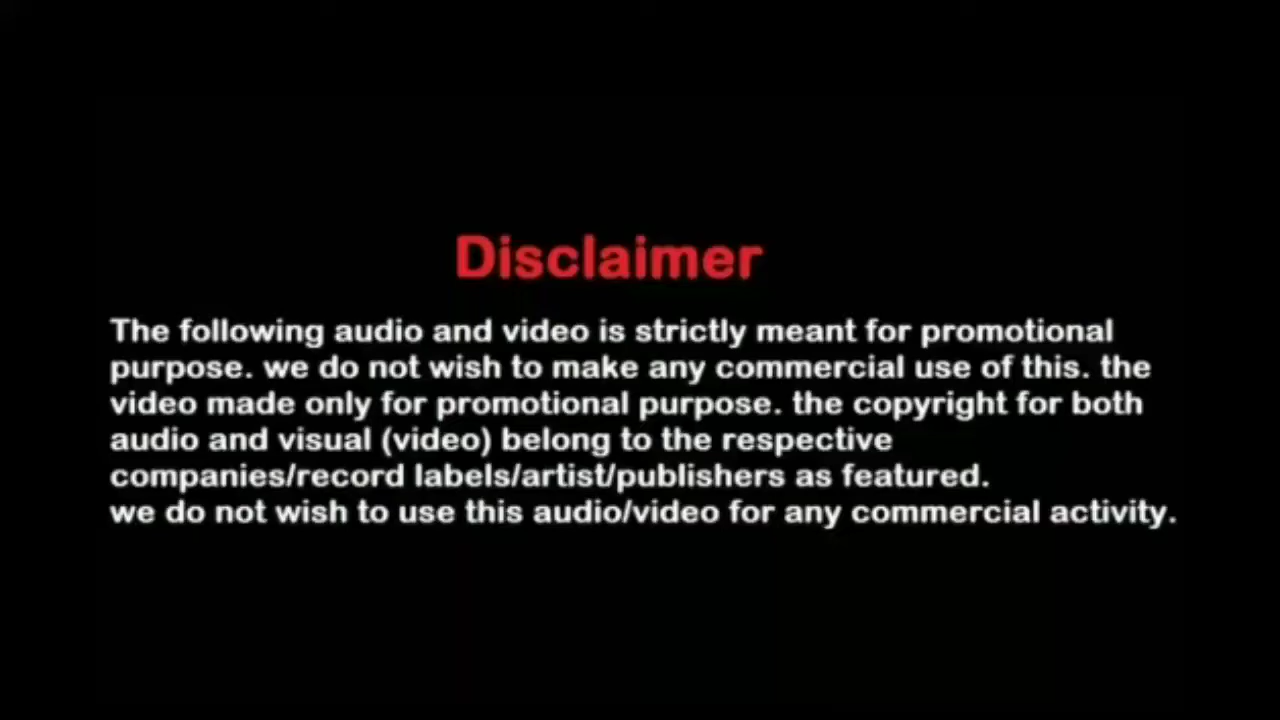 Disclaimer
The following audio and video is strictly meant for promotional
purpose. we do not wish to make any commercial use of this. the
video made only for promotional purpose. the copyright for both
audio and visual (video) belong to the respective
companies/record labels/artist/publishers as featured.
we do not wish to use this audio/video for any commercial activity.